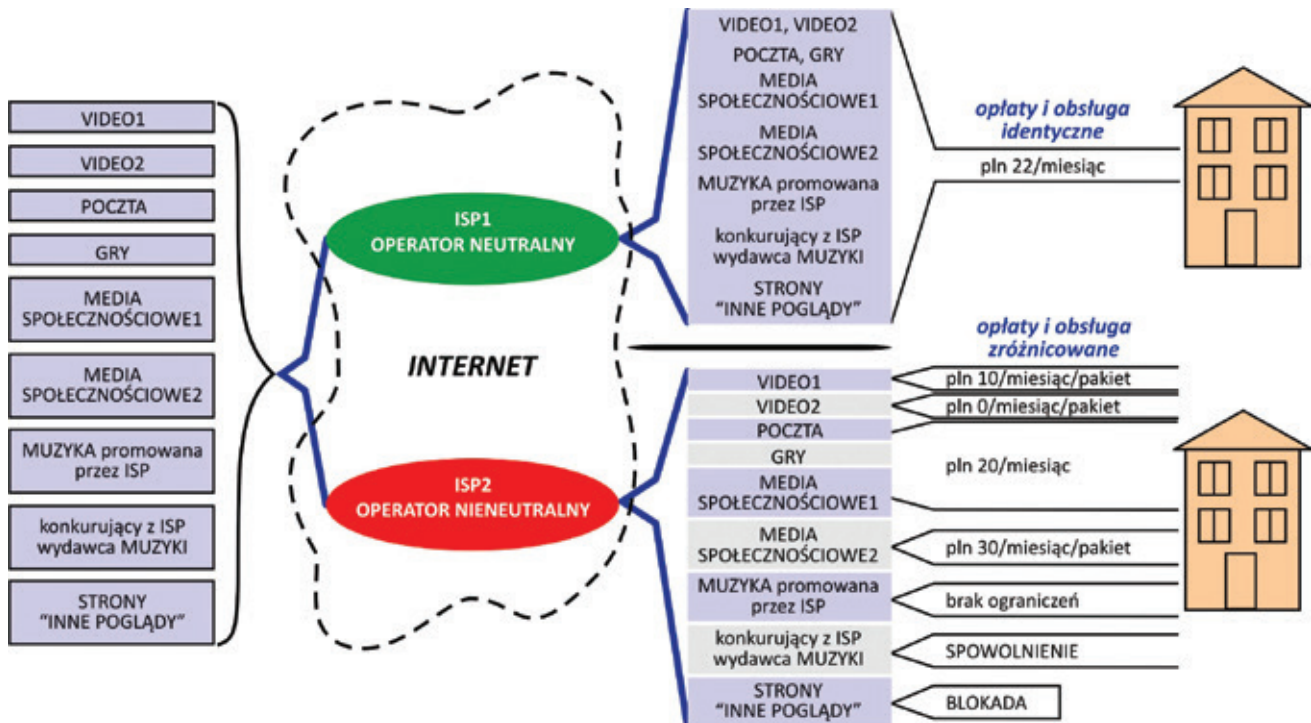 VIDEO1
VIDEO2
POCZTA
GRY
MEDIA
SPOŁECZNOŚCIOWE1
MEDIA
SPOŁECZNOŚCIOWE2
MUZYKA promowana
przez ISP
konkurujący z ISP
wydawca MUZYKI
STRONY
"INNE POGLĄDY"
ISP1
OPERATOR NEUTRALNY
INTERNET
ISP2
OPERATOR NIENEUTRALNY
VIDEO1, VIDEO2
POCZTA, GRY
MEDIA
SPOŁECZNOŚCIOWE1
MEDIA
SPOŁECZNOŚCIOWE2
MUZYKA promowana
przez ISP
konkurujący z ISP
wydawca MUZYKI
STRONY
"INNE POGLĄDY"
opłaty i obsługa
identyczne
pln 22/miesiąc
opłaty i obsługa
zróżnicowane
VIDEO1
pln 10/miesiąc/pakiet
VIDEO2
pln 0/miesiąc/pakiet
POCZTA
GRY
pln 20/miesiąc
MEDIA
SPOŁECZNOŚCIOWE1
MEDIA
SPOŁECZNOŚCIOWE2
pln 30/miesiąc/pakiet
MUZYKA promowana
przez ISP
brak ograniczeń
konkurujący z ISP
wydawca MUZYKI
SPOWOLNIENIE
STRONY
"INNE POGLĄDY"
BLOKADA